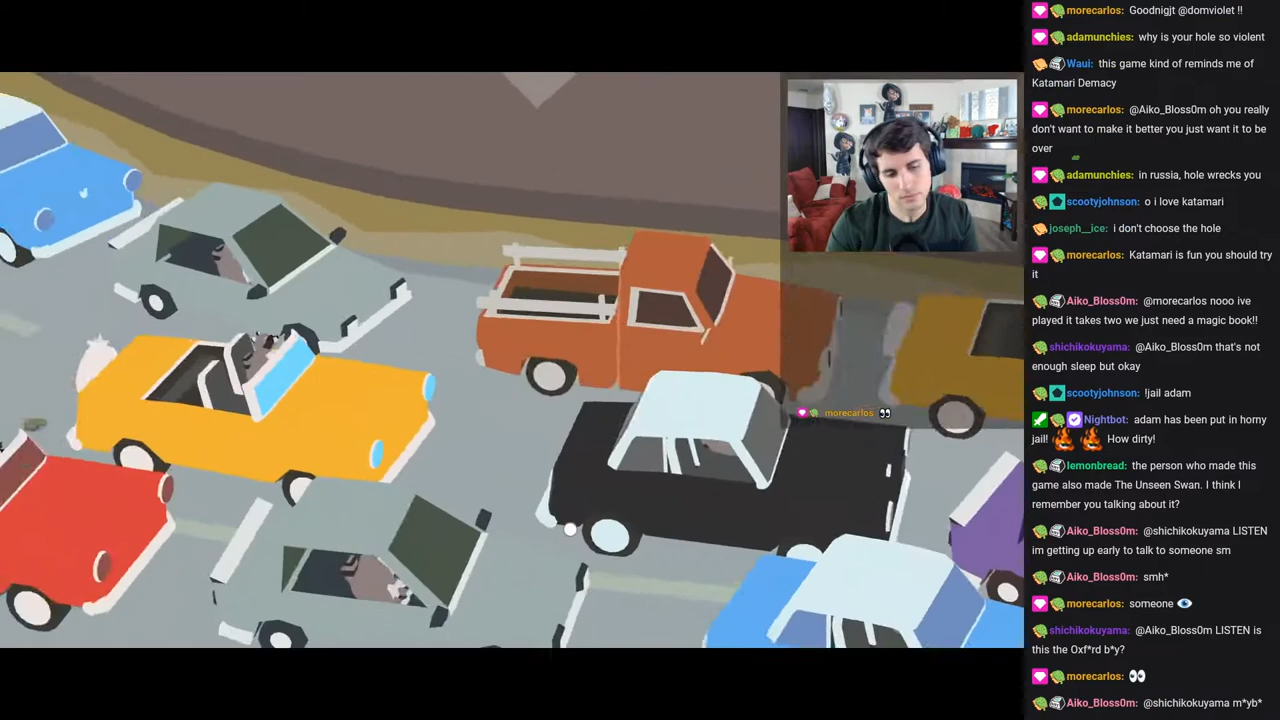 morecarlos: Goodnigjt @domviolet !!
adamunchies: why is your hole so violent
Waui: this game kind of reminds me of
Katamari Demacy
morecarlos: @Aiko_Bloss0m oh you really
don't want to make it better you just want it to be
over
adamunchies: in russia, hole wrecks you
scootyjohnson: o i love katamari
joseph__ice: i don't choose the hole
morecarlos: Katamari is fun you should try
it
Aiko_Bloss0m: @morecarlos nooo ive
played it takes two we just need a magic book!!
shichikokuyama: @Aiko_Bloss0m that's not
enough sleep but okay
scootyjohnson: !jail adam
Nightbot: adam has been put in horny
jail! How dirty!
lemonbread: the person who made this
game also made The Unseen Swan. I think I
remember you talking about it?
Aiko_Bloss0m: @shichikokuyama LISTEN
im getting up early to talk to someone sm
Aiko_Bloss0m: smh*
morecarlos: someone 👁
shichikokuyama: @Aiko_Bloss0m LISTEN is
this the Oxf*rd b*y?
morecarlos: 👀
Aiko_Bloss0m: @shichikokuyama m*yb*
morecarlos 👀